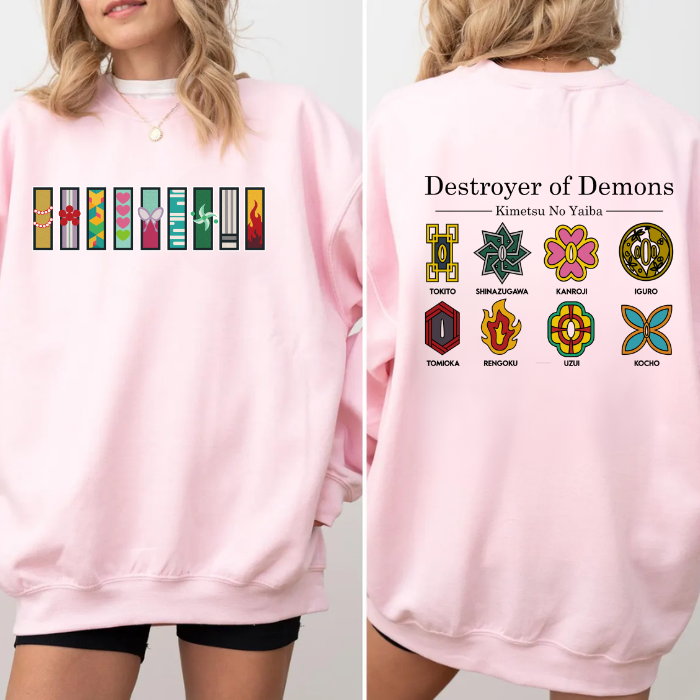 Destroyer of Demons
Kimetsu No Yaiba
TOKITO SHINAZUGAWA KANROJI IGURO
TOMIOKA RENGOKU UZUI KOCHO